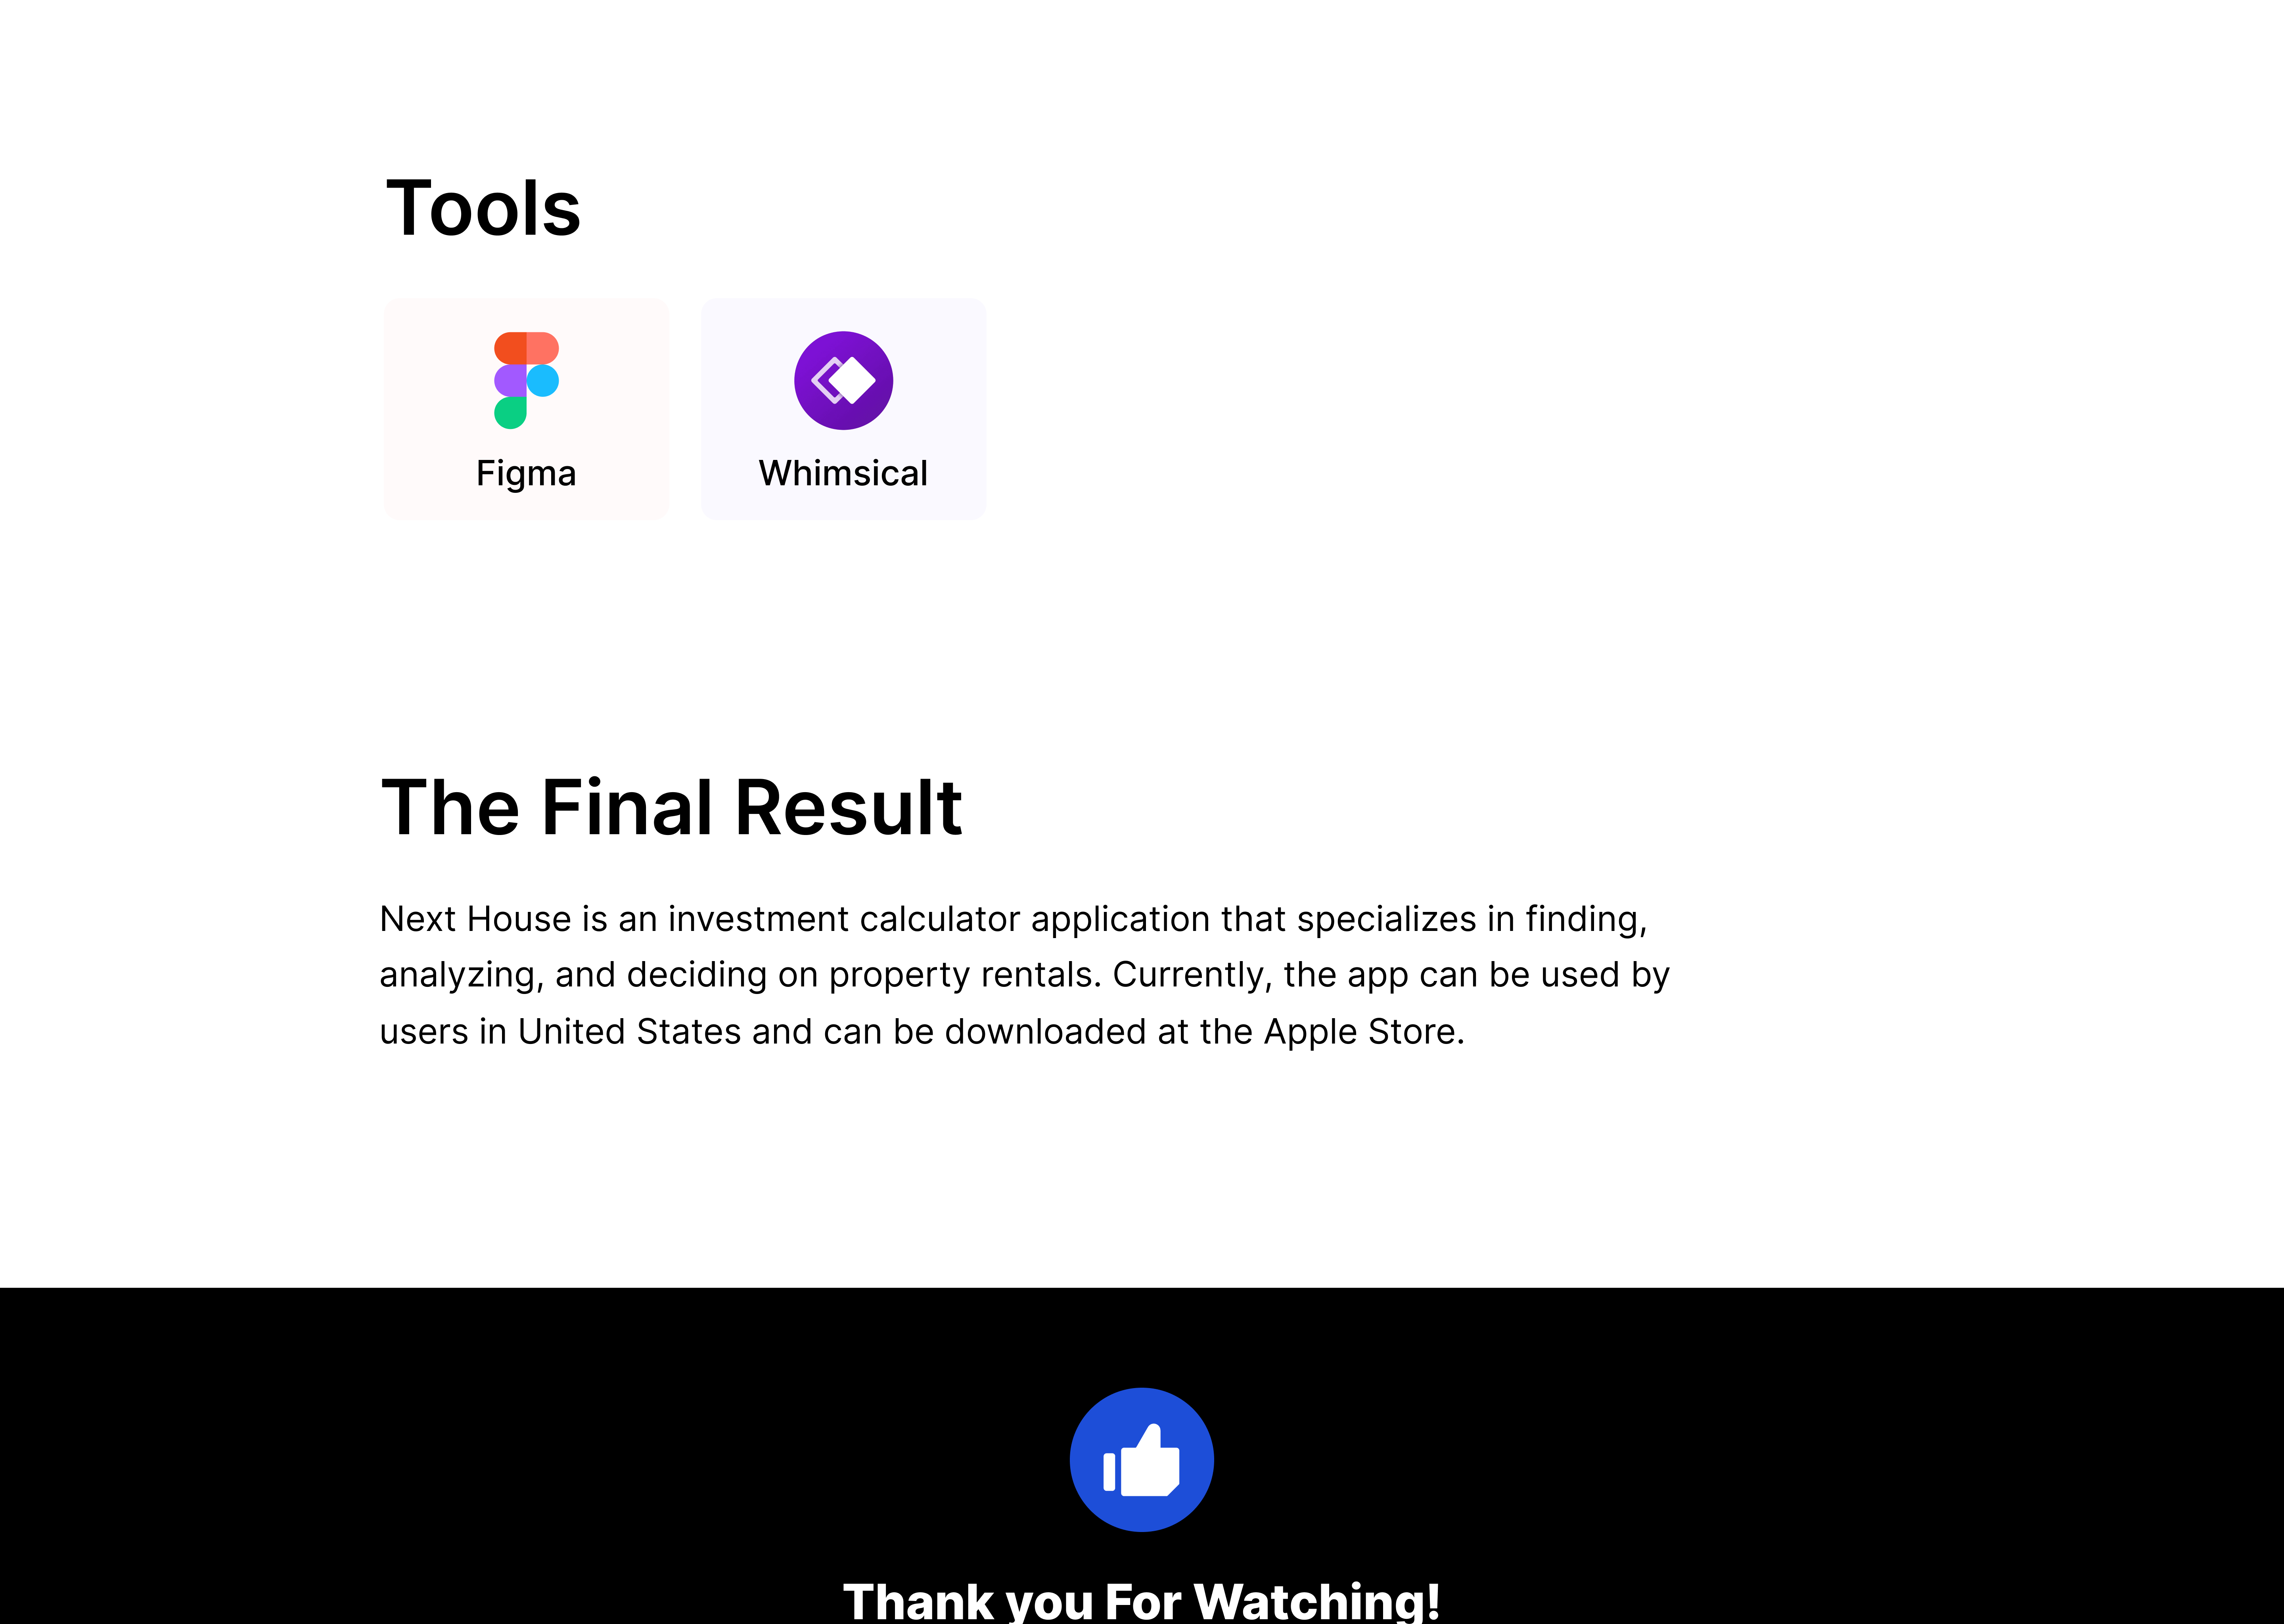 Tools
Figma
Whimsical
The Final Result
Next House is an investment calculator application that specializes in finding,
analyzing, and deciding on property rentals. Currently, the app can be used by
users in United States and can be downloaded at the Apple Store.
Thank you For Watching!